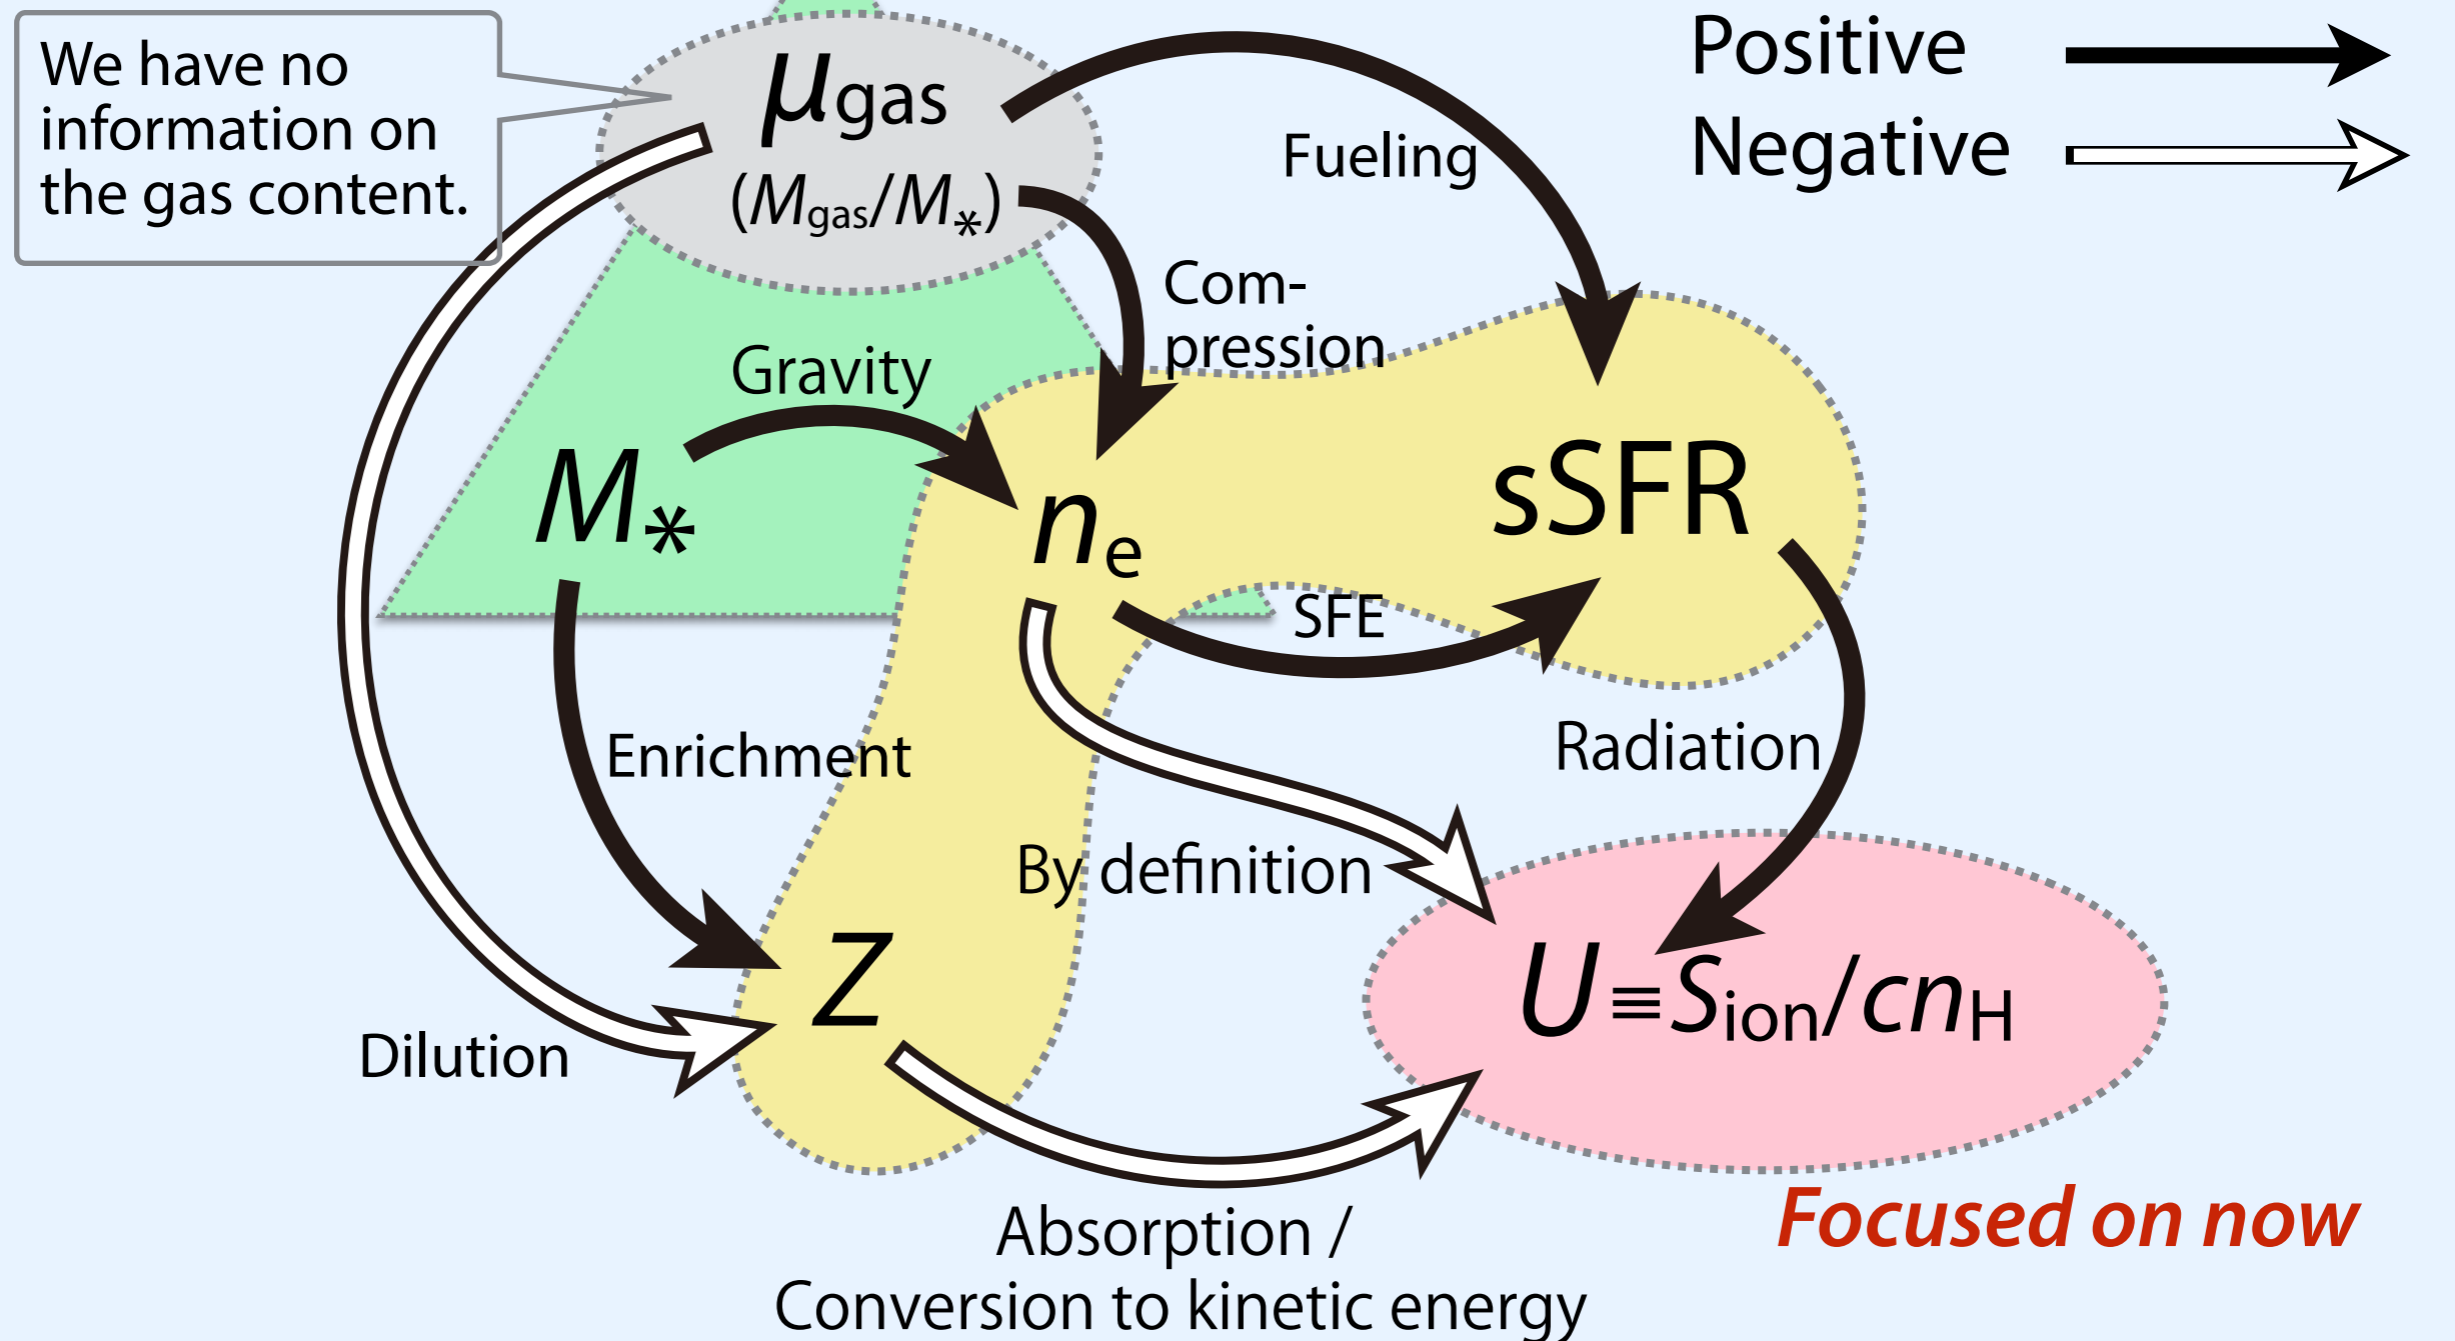 We have no
information on
the gas content.
μgas
(Mgas/M*)
Positive
Negative
Fueling
Com-
pression
Gravity
M*
ne
sSFR
SFE
Enrichment
Radiation
By definition
Z
U≡Sion/cnH
Dilution
Focused on now
Absorption /
Conversion to kinetic energy